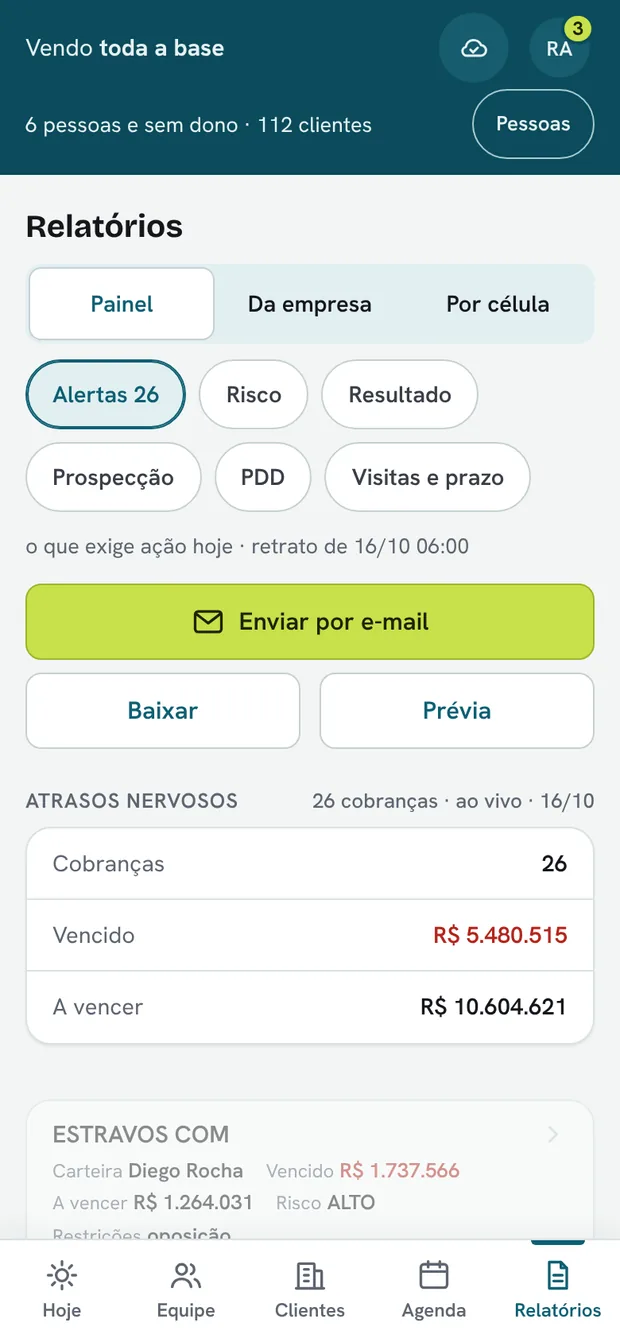 Vendo toda a base
RA
3
6 pessoas e sem dono · 112 clientes
Pessoas
Relatórios
Painel
Da empresa
Por célula
Alertas 26
Risco
Resultado
Prospecção
PDD
Visitas e prazo
o que exige ação hoje · retrato de 16/10 06:00
Enviar por e-mail
Baixar
Prévia
ATRASOS NERVOSOS
26 cobranças · ao vivo · 16/10
Cobranças
26
Vencido
R$ 5.480.515
A vencer
R$ 10.604.621
ESTRAVOS COM
Carteira Diego Rocha Vencido R$ 1.737.566
A vencer R$ 1.264.031 Risco ALTO
Restrições oposição
Hoje
Equipe
Clientes
Agenda
Relatórios